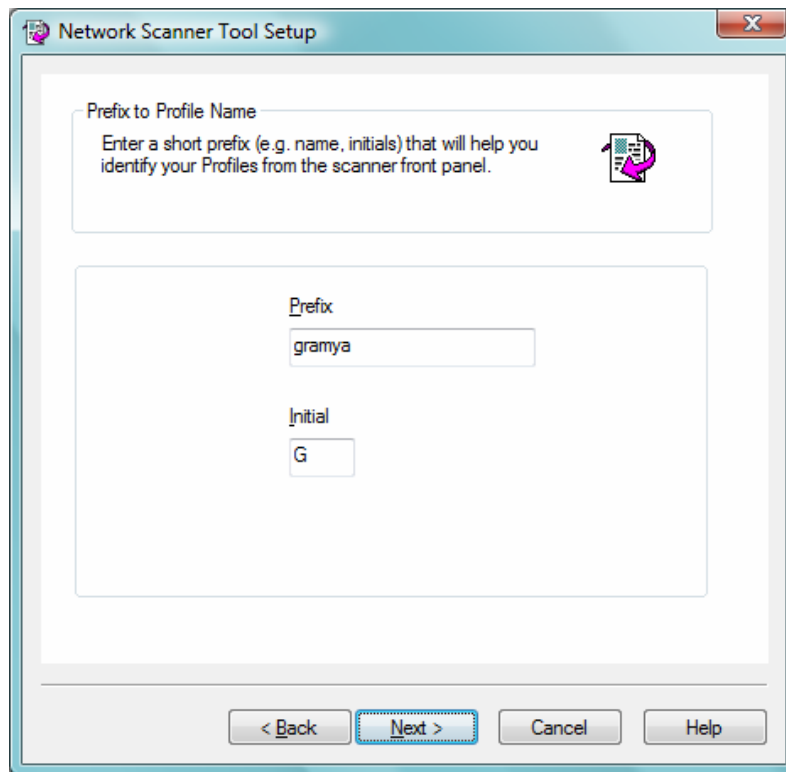 Network Scanner Tool Setup
Prefix to Profile Name
Enter a short prefix (e.g. name, initials) that will help you
identify your Profiles from the scanner front panel.
Prefix
gramya
Initial
G
< Back Next > Cancel Help